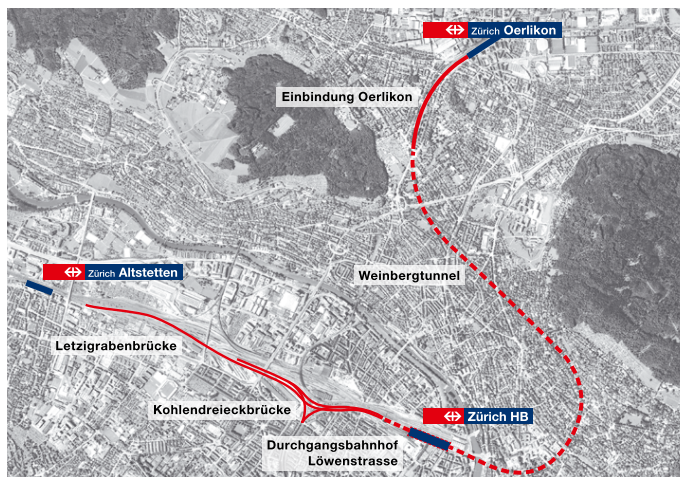 Zürich Oerlikon
Einbindung Oerlikon
Weinbergtunnel
Zürich Altstetten
Letzigrabenbrücke
Kohlendreieckbrücke
Zürich HB
Durchgangsbahnhof
Löwenstrasse